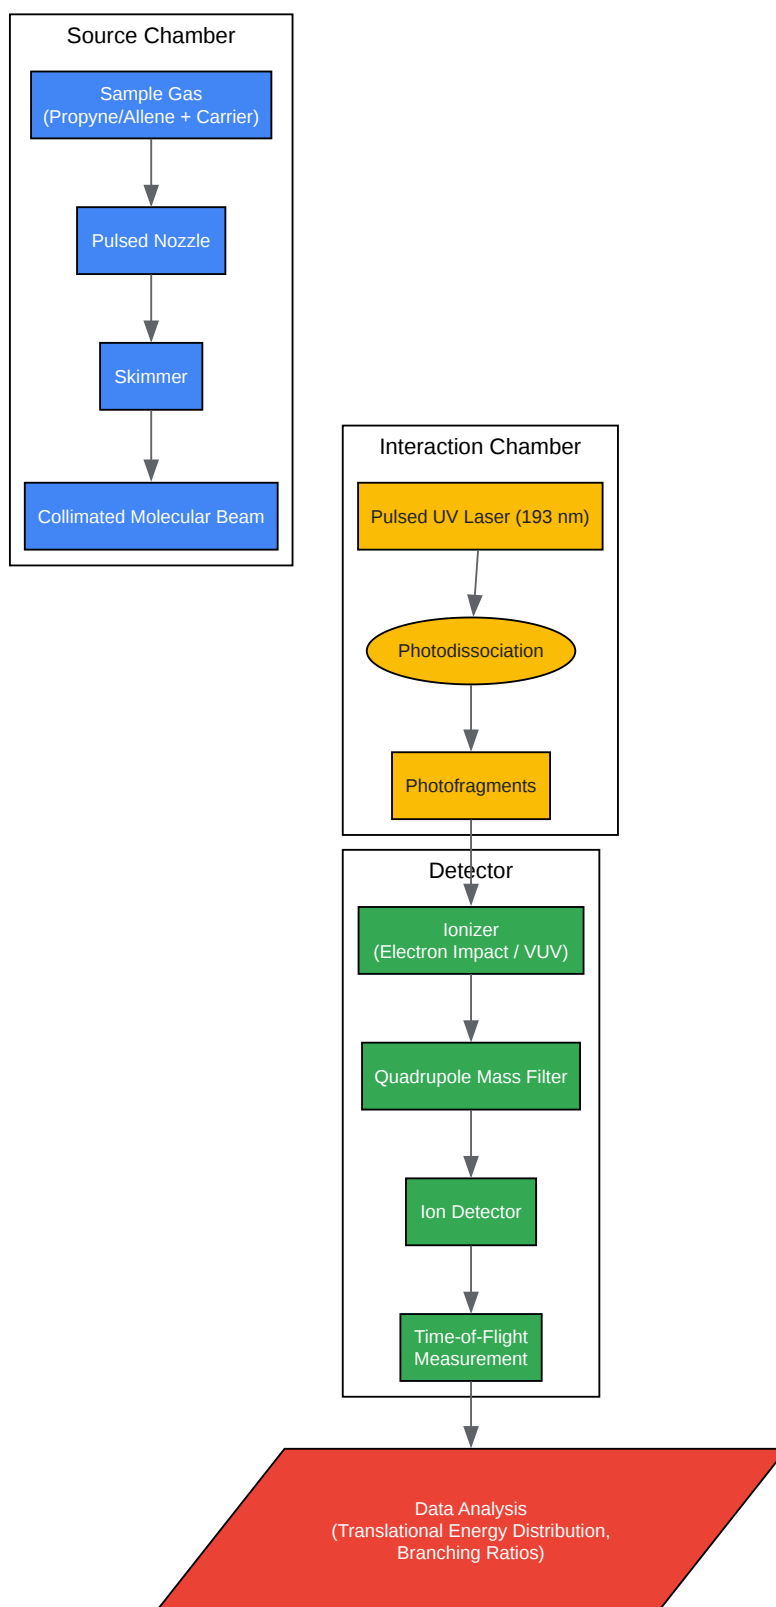 Source Chamber
Sample Gas
(Propyne/Allene + Carrier)
Pulsed Nozzle
Skimmer
Collimated Molecular Beam
Interaction Chamber
Pulsed UV Laser (193 nm)
Photodissociation
Photofragments
Detector
Ionizer
(Electron Impact / VUV)
Quadrupole Mass Filter
Ion Detector
Time-of-Flight
Measurement
Data Analysis
(Translational Energy Distribution,
Branching Ratios)